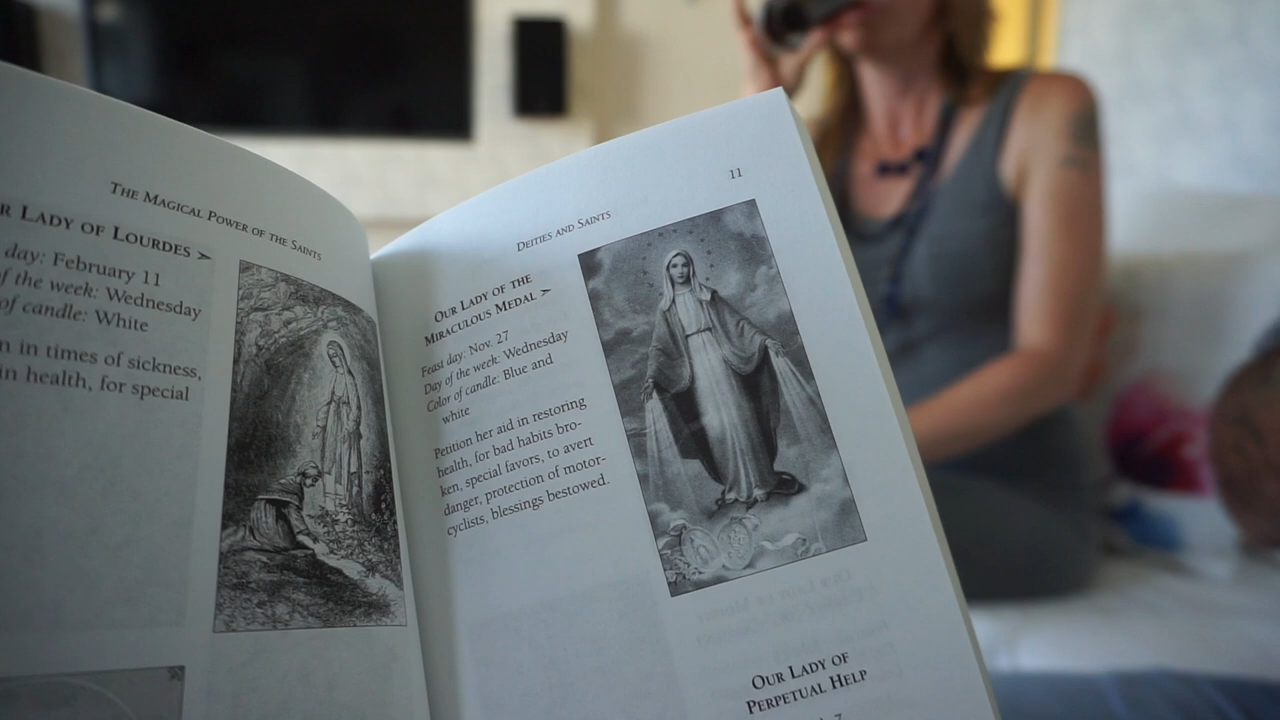 THE MAGICAL POWER OF THE SAINTS
LADY OF LOURDES ➤
day: February 11
of the week: Wednesday
of candle: White
in times of sickness,
in health, for special
11
DEITIES AND SAINTS
OUR LADY OF THE
MIRACULOUS MEDAL ➤
Feast day: Nov. 27
Day of the week: Wednesday
Color of candle: Blue and
white
Petition her aid in restoring
health, for bad habits bro-
ken, special favors, to avert
danger, protection of motor-
cyclists, blessings bestowed.
OUR LADY OF
PERPETUAL HELP